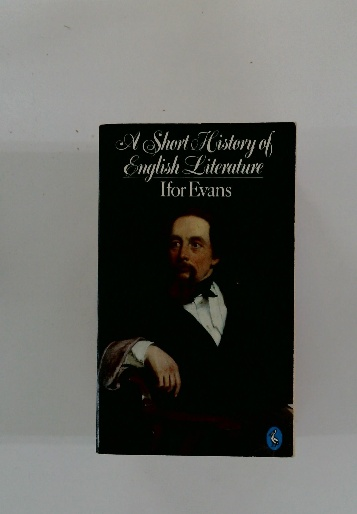 A Short History of
English Literature
Ifor Evans